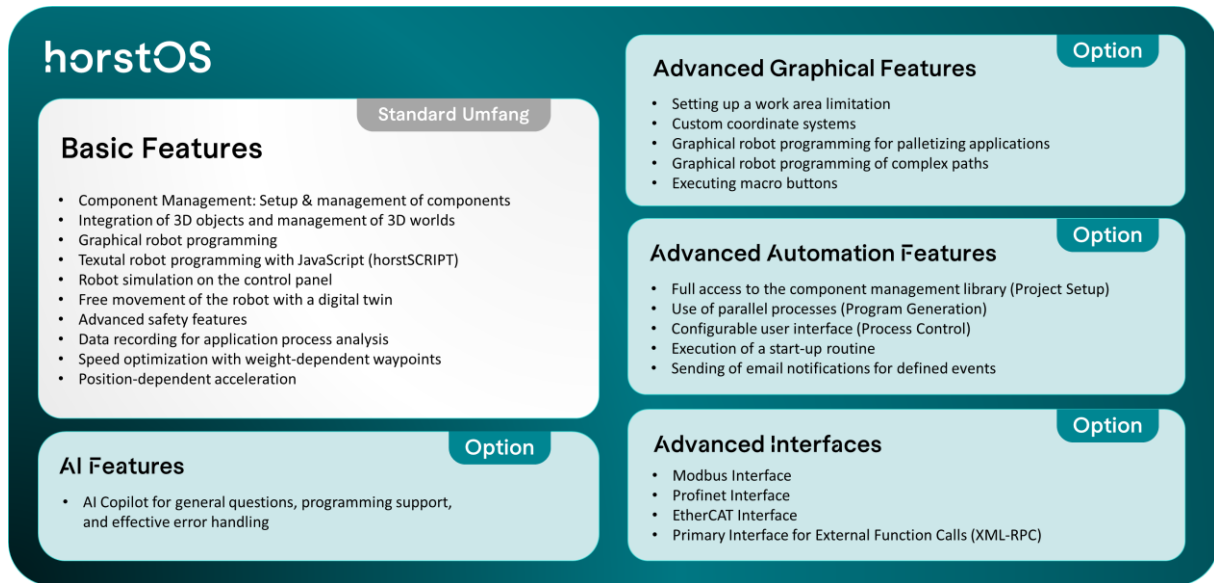 horstOS
Standard Umfang
Basic Features
• Component Management: Setup & management of components
• Integration of 3D objects and management of 3D worlds
• Graphical robot programming
• Texutal robot programming with JavaScript (horstSCRIPT)
• Robot simulation on the control panel
• Free movement of the robot with a digital twin
• Advanced safety features
• Data recording for application process analysis
• Speed optimization with weight-dependent waypoints
• Position-dependent acceleration
Option
AI Features
• AI Copilot for general questions, programming support,
and effective error handling
Option
Advanced Graphical Features
• Setting up a work area limitation
• Custom coordinate systems
• Graphical robot programming for palletizing applications
• Graphical robot programming of complex paths
• Executing macro buttons
Option
Advanced Automation Features
• Full access to the component management library (Project Setup)
• Use of parallel processes (Program Generation)
• Configurable user interface (Process Control)
• Execution of a start-up routine
• Sending of email notifications for defined events
Option
Advanced Interfaces
• Modbus Interface
• Profinet Interface
• EtherCAT Interface
• Primary Interface for External Function Calls (XML-RPC)